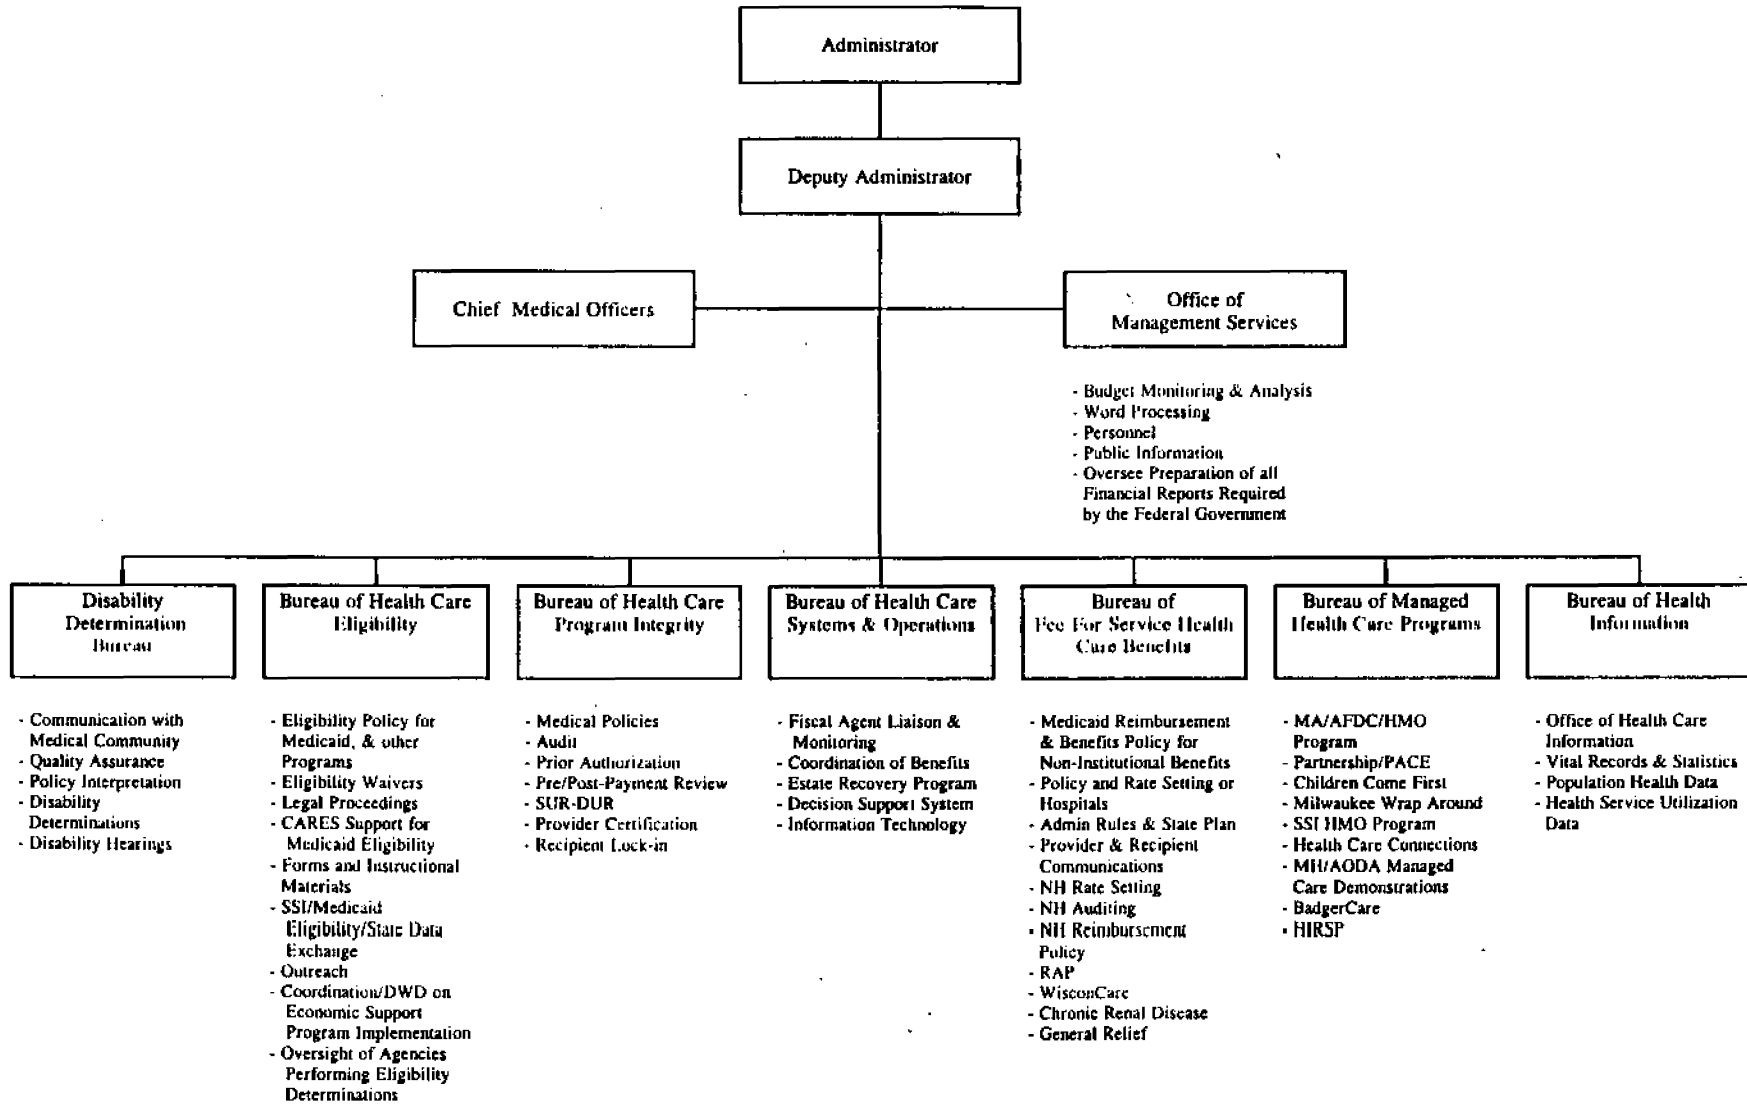 Administrator
Deputy Administrator
Chief Medical Officers
Office of
Management Services
- Budget Monitoring & Analysis
- Word Processing
- Personnel
- Public Information
- Oversee Preparation of all
Financial Reports Required
by the Federal Government
Disability
Determination
Bureau
- Communication with
Medical Community
- Quality Assurance
- Policy Interpretation
- Disability
Determinations
- Disability Hearings
Bureau of Health Care
Eligibility
- Eligibility Policy for
Medicaid, & other
Programs
- Eligibility Waivers
- Legal Proceedings
- CARES Support for
Medicaid Eligibility
- Forms and Instructional
Materials
- SSI/Medicaid
Eligibility/State Data
Exchange
- Outreach
- Coordination/DWD on
Economic Support
Program Implementation
- Oversight of Agencies
Performing Eligibility
Determinations
Bureau of Health Care
Program Integrity
- Medical Policies
- Audit
- Prior Authorization
- Pre/Post-Payment Review
- SUR-DUR
- Provider Certification
- Recipient Lock-in
Bureau of Health Care
Systems & Operations
- Fiscal Agent Liaison &
Monitoring
- Coordination of Benefits
- Estate Recovery Program
- Decision Support System
- Information Technology
Bureau of
Fee For Service Health
Care Benefits
- Medicaid Reimbursement
& Benefits Policy for
Non-Institutional Benefits
- Policy and Rate Setting or
Hospitals
- Admin Rules & State Plan
- Provider & Recipient
Communications
- NH Rate Setting
- NH Auditing
- NH Reimbursement
Policy
- RAP
- WisconCare
- Chronic Renal Disease
- General Relief
Bureau of Managed
Health Care Programs
- MA/AFDC/HMO
Program
- Partnership/PACE
- Children Come First
- Milwaukee Wrap Around
- SSI HMO Program
- Health Care Connections
- MH/AODA Managed
Care Demonstrations
- BadgerCare
- HIRSP
Bureau of Health
Information
- Office of Health Care
Information
- Vital Records & Statistics
- Population Health Data
- Health Service Utilization
Data